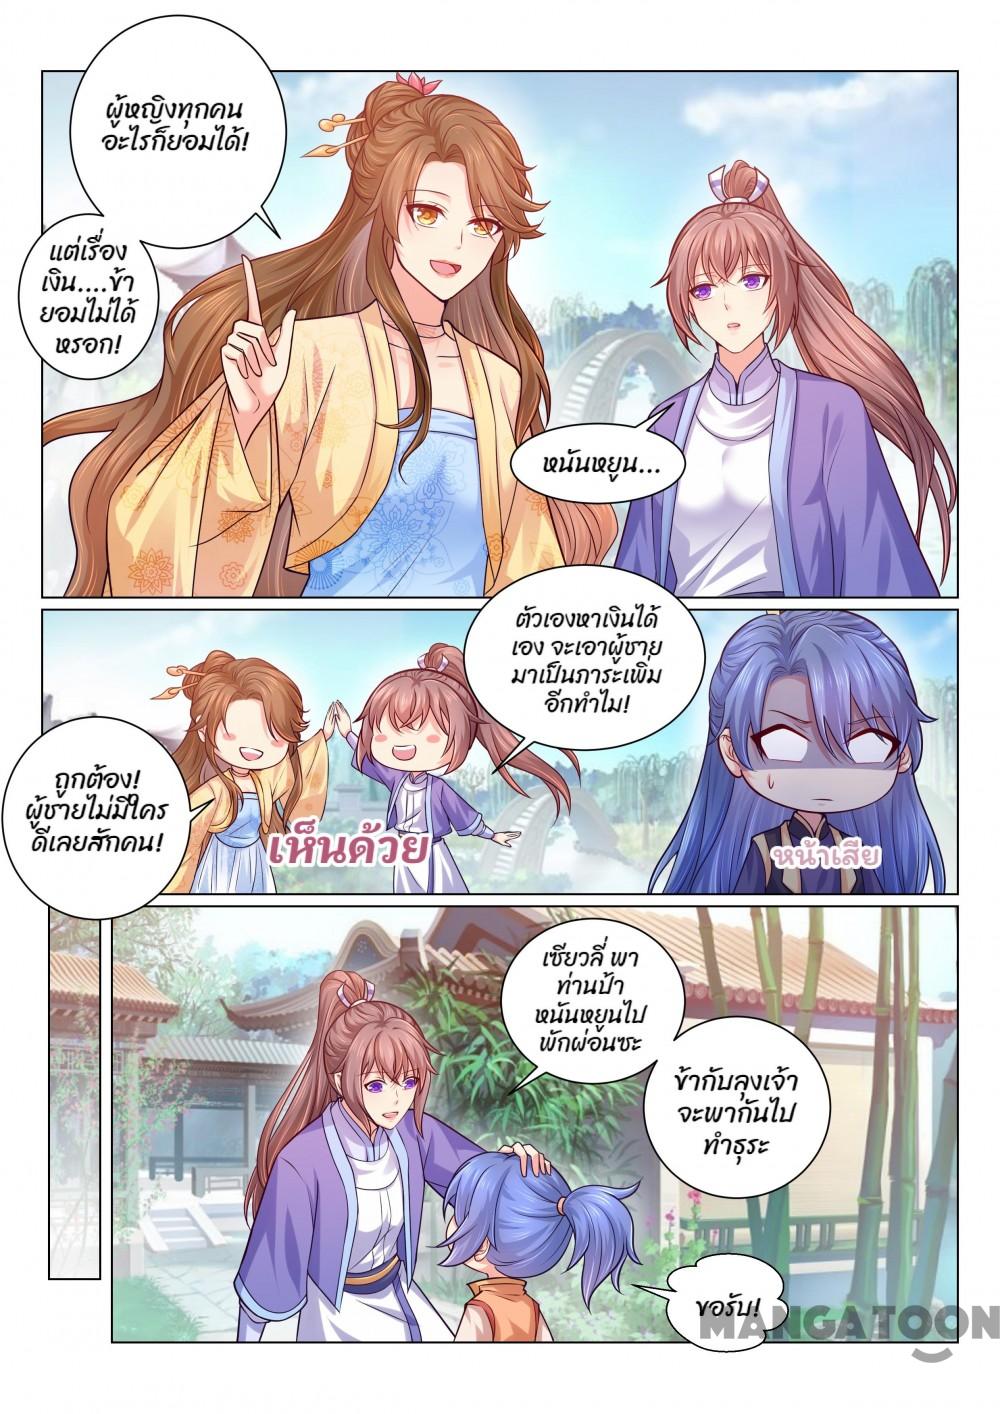 ผู้หญิงทุกคน
อะไรก็ยอมได้!
แต่เรื่อง
เงิน....ข้า
ยอมไม่ได้
หรอก!
หนันหยูน...
ตัวเองหาเงินได้
เอง จะเอาผู้ชาย
มาเป็นภาระเพิ่ม
อีกทำไม!
ถูกต้อง!
ผู้ชายไม่มีใคร
ดีเลยสักคน!
เห็นด้วย
หน้าเสีย
เซียวลี่ พา
ท่านป้า
หนันหยูนไป
พักผ่อนซะ
ข้ากับลุงเจ้า
จะพากันไป
ทำธุระ
ขอรับ!
MANGATOON